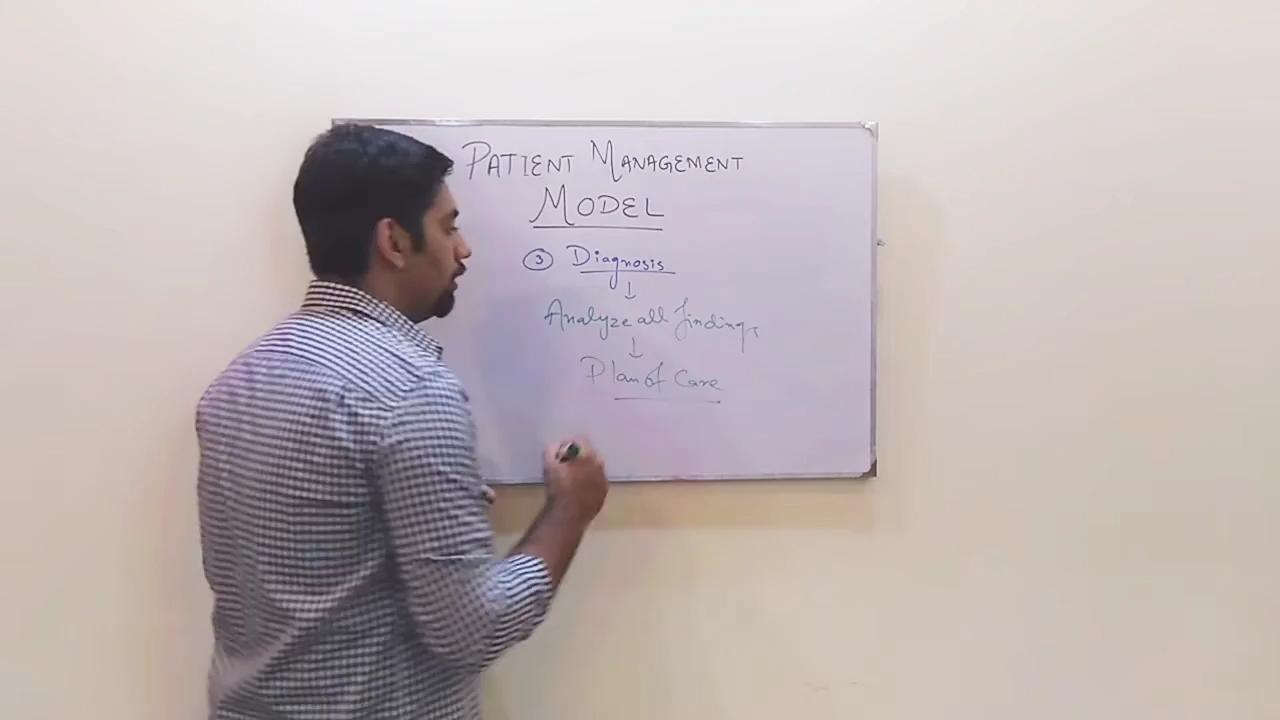 PATIENT MANAGEMENT
MODEL
3 Diagnosis
↓
Analyze all findings
↓
Plan of Care